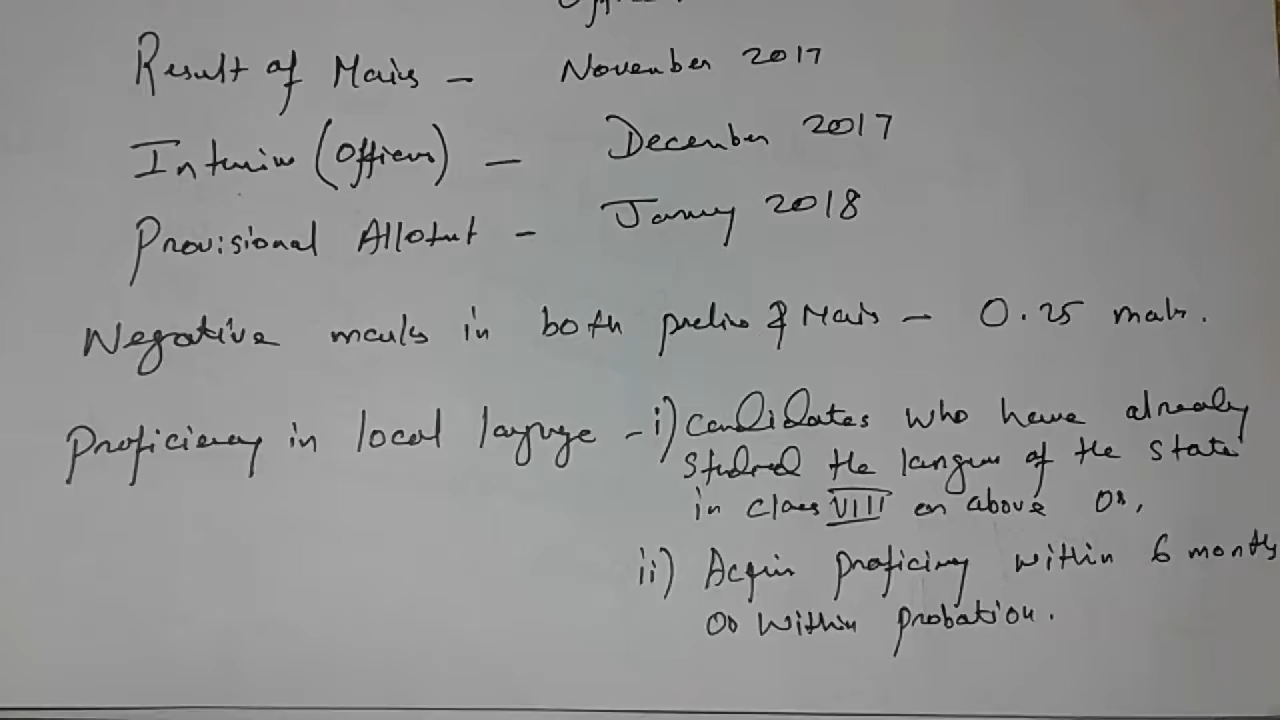 Result of Mains - November 2017
Interview (Officers) - December 2017
Provisional Allotment - January 2018
Negative marks in both prelims & Mains - 0.25 marks.
Proficiency in local language - i) Candidates who have already
studied the language of the state
in class VIII or above or,
ii) Acquire proficiency within 6 months
or within probation.